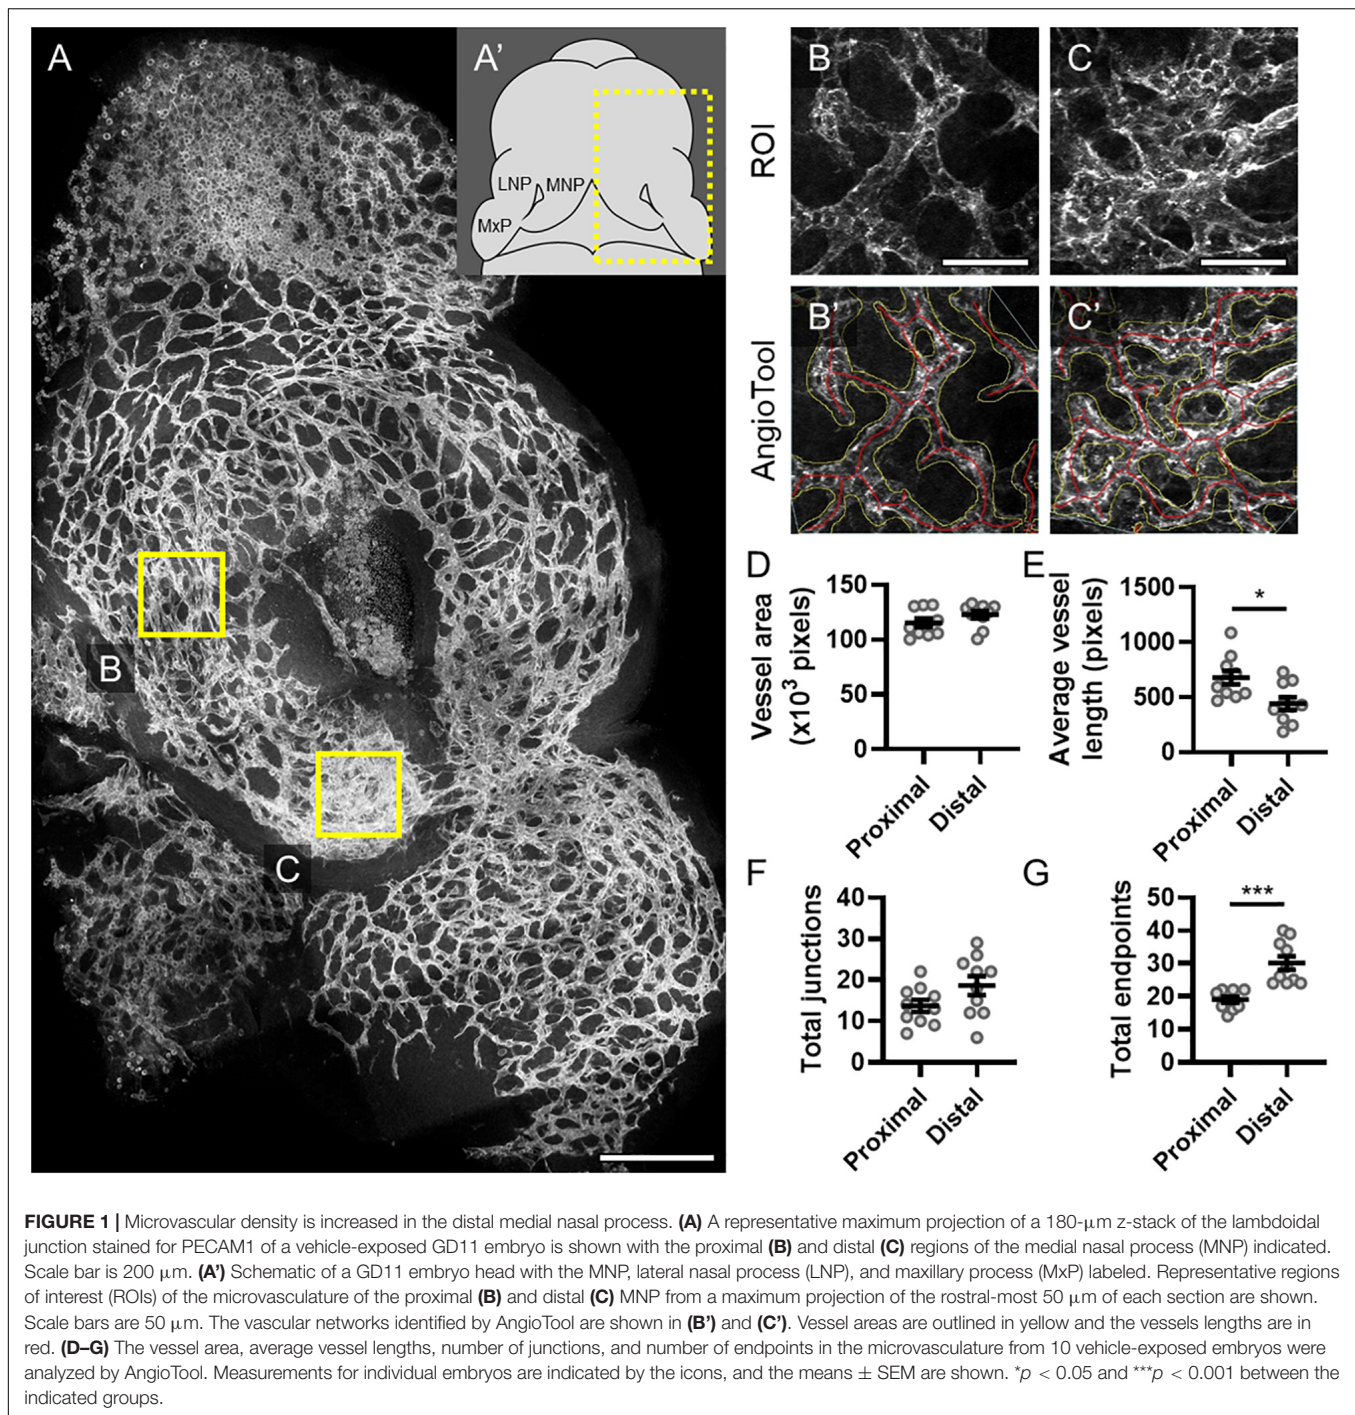 A
A'
LNP
MNP
MxP
B
C
ROI
B
C
AngioTool
B'
C'
D
Vessel area
(x10³ pixels)
150
100
50
0
Proximal
Distal
E
Average vessel
length (pixels)
1500
1000
500
0
*
Proximal
Distal
F
Total junctions
40
30
20
10
0
Proximal
Distal
G
Total endpoints
50
40
30
20
10
0
***
Proximal
Distal
FIGURE 1 | Microvascular density is increased in the distal medial nasal process. (A) A representative maximum projection of a 180-μm z-stack of the lambdoidal
junction stained for PECAM1 of a vehicle-exposed GD11 embryo is shown with the proximal (B) and distal (C) regions of the medial nasal process (MNP) indicated.
Scale bar is 200 μm. (A') Schematic of a GD11 embryo head with the MNP, lateral nasal process (LNP), and maxillary process (MxP) labeled. Representative regions
of interest (ROIs) of the microvasculature of the proximal (B) and distal (C) MNP from a maximum projection of the rostral-most 50 μm of each section are shown.
Scale bars are 50 μm. The vascular networks identified by AngioTool are shown in (B') and (C'). Vessel areas are outlined in yellow and the vessels lengths are in
red. (D–G) The vessel area, average vessel lengths, number of junctions, and number of endpoints in the microvasculature from 10 vehicle-exposed embryos were
analyzed by AngioTool. Measurements for individual embryos are indicated by the icons, and the means ± SEM are shown. *p < 0.05 and ***p < 0.001 between the
indicated groups.